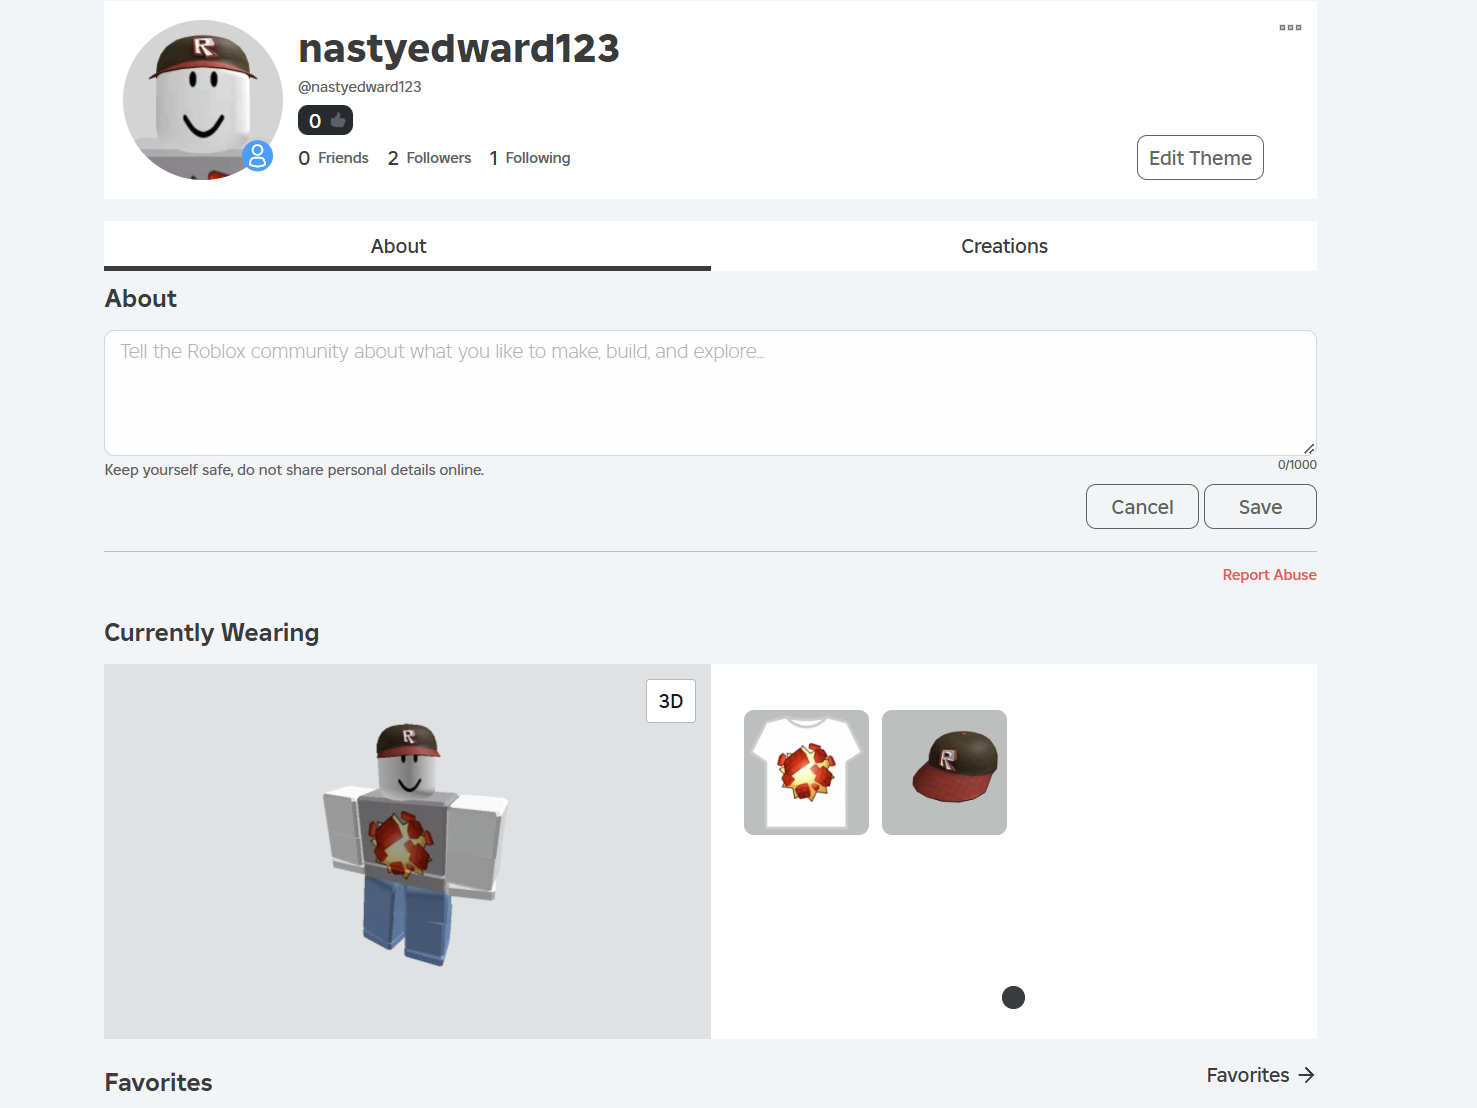 nastyedward123
@nastyedward123
0
0 Friends 2 Followers 1 Following
Edit Theme
About Creations
About
Tell the Roblox community about what you like to make, build, and explore...
Keep yourself safe, do not share personal details online.
0/1000
Cancel Save
Report Abuse
Currently Wearing
3D
R
R
R
Favorites
Favorites →